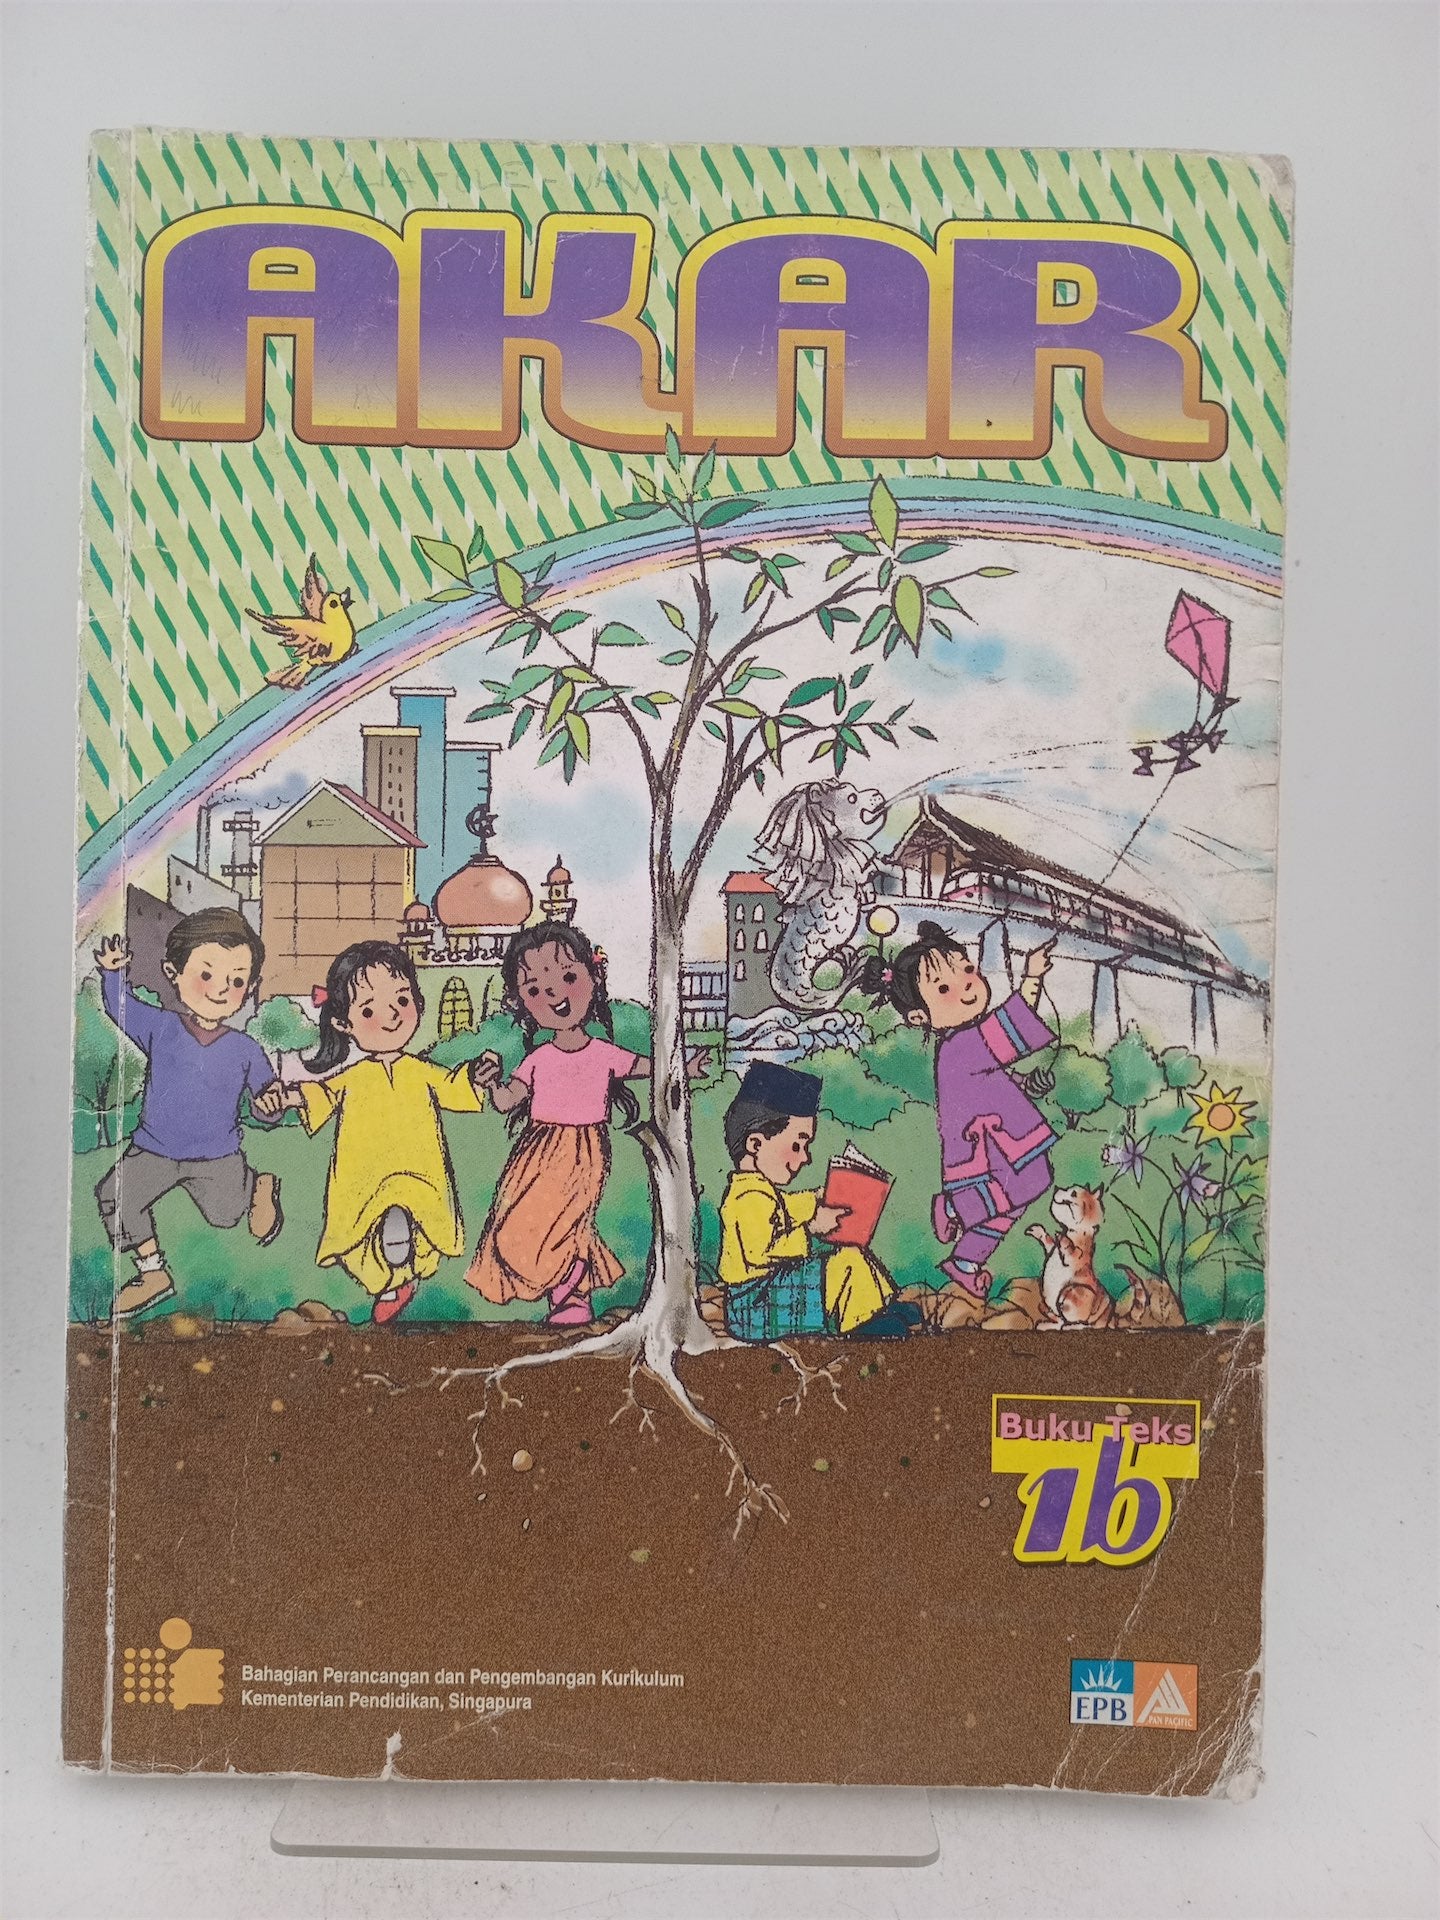 AKAR
Buku Teks
1b
Bahagian Perancangan dan Pengembangan Kurikulum
Kementerian Pendidikan, Singapura
EPB
PAN PACIFIC